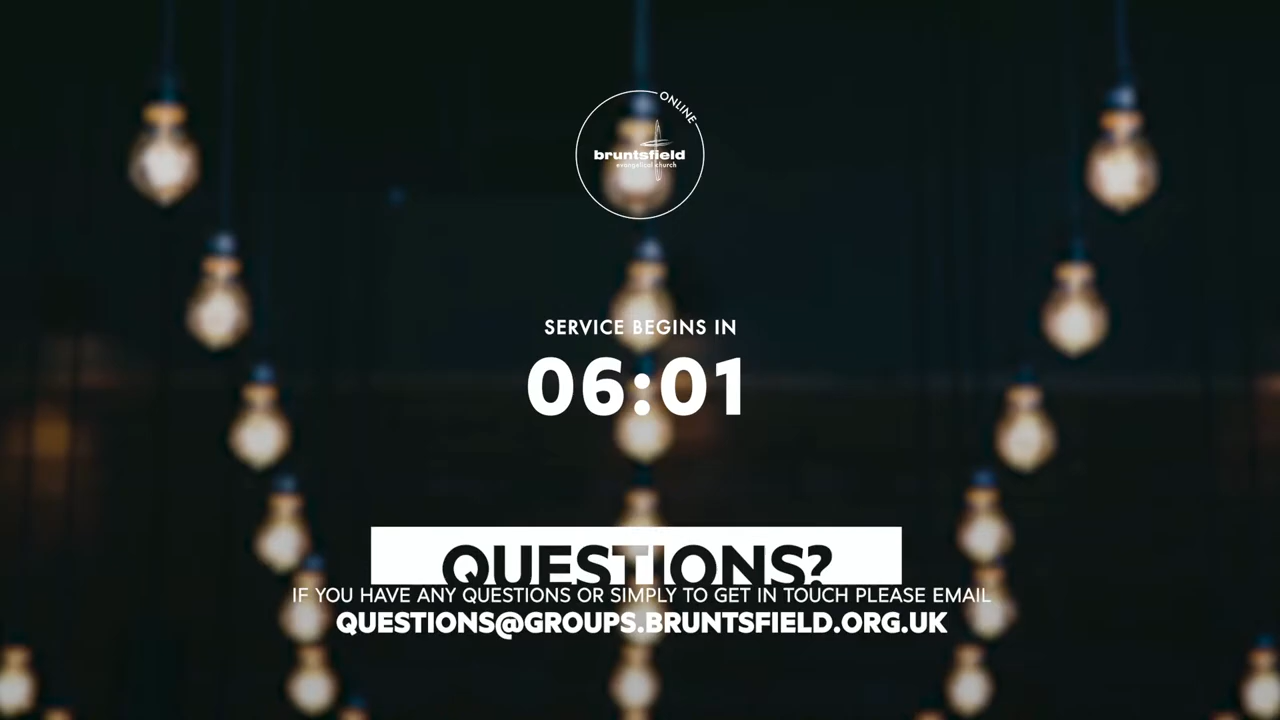 ONLINE
bruntsfield
evangelical church
SERVICE BEGINS IN
06:01
QUESTIONS?
IF YOU HAVE ANY QUESTIONS OR SIMPLY TO GET IN TOUCH PLEASE EMAIL
QUESTIONS@GROUPS.BRUNTSFIELD.ORG.UK